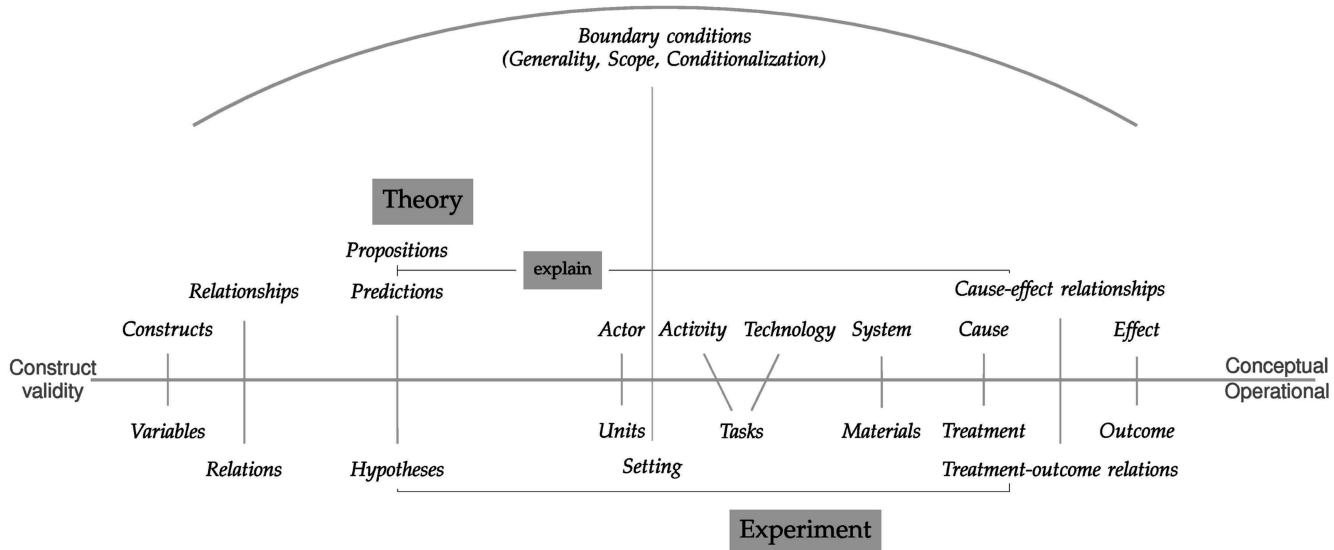 Boundary conditions
(Generality, Scope, Conditionalization)
Theory
Propositions
explain
Relationships
Predictions
Cause-effect relationships
Constructs
Actor
Activity
Technology
System
Cause
Effect
Construct
validity
Conceptual
Operational
Variables
Units
Tasks
Materials
Treatment
Outcome
Relations
Hypotheses
Setting
Treatment-outcome relations
Experiment